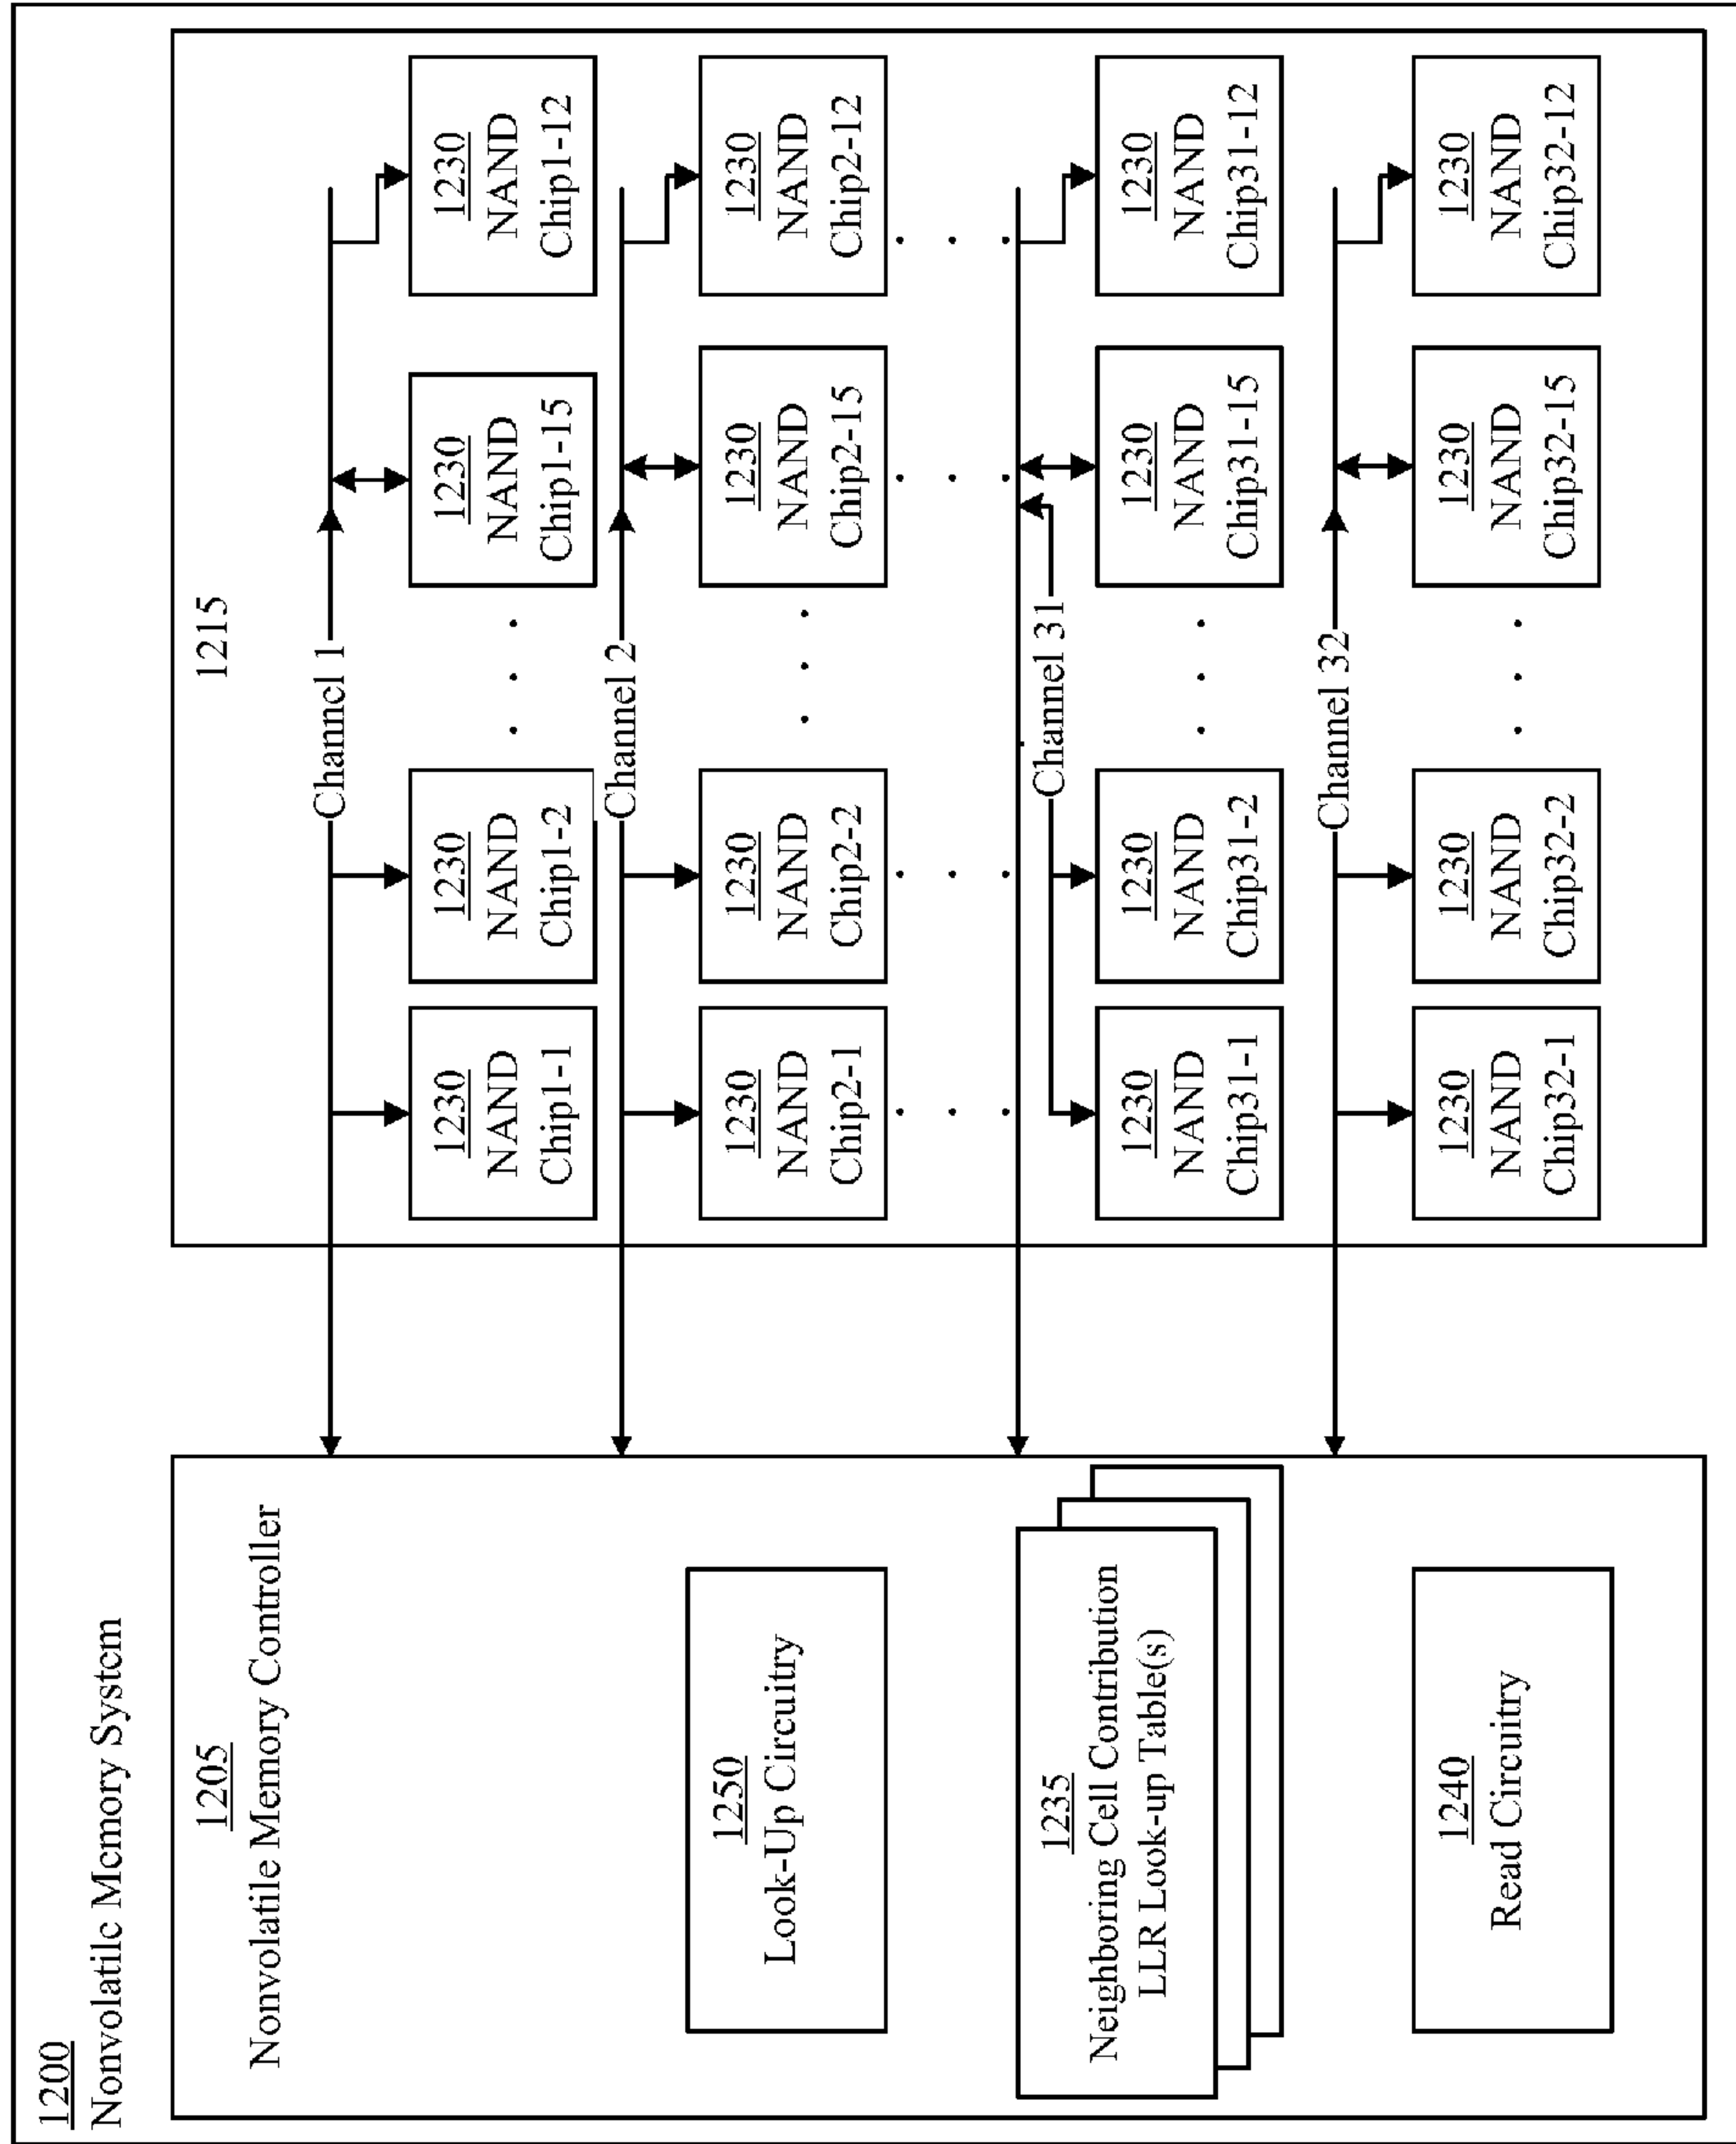 1200
Nonvolatile Memory System
1205
Nonvolatile Memory Controller
1250
Look-Up Circuitry
1235
Neighboring Cell Contribution
LLR Look-up Table(s)
1240
Read Circuitry
1215
Channel 1
1230
NAND
Chip1-1
1230
NAND
Chip1-2
1230
NAND
Chip1-15
1230
NAND
Chip1-12
Channel 2
1230
NAND
Chip2-1
1230
NAND
Chip2-2
1230
NAND
Chip2-15
1230
NAND
Chip2-12
Channel 31
1230
NAND
Chip31-1
1230
NAND
Chip31-2
1230
NAND
Chip31-15
1230
NAND
Chip31-12
Channel 32
1230
NAND
Chip32-1
1230
NAND
Chip32-2
1230
NAND
Chip32-15
1230
NAND
Chip32-12